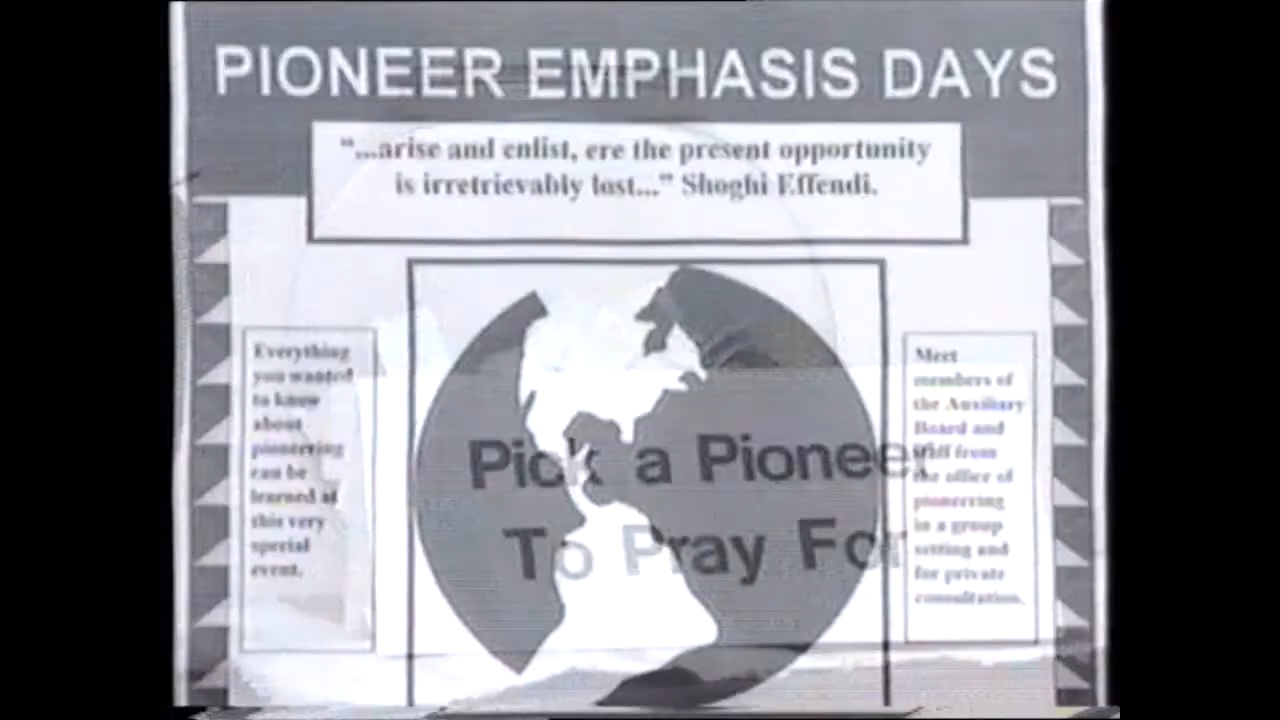 PIONEER EMPHASIS DAYS
"...arise and enlist, ere the present opportunity
is irretrievably lost..." Shoghi Effendi.
Everything
you wanted
to know
about
pioneering
can be
learned at
this very
special
event.
Pick a Pioneer
To Pray For
Meet
members of
the Auxiliary
Board and
staff from
the office of
pioneering
in a group
setting and
for private
consultation.